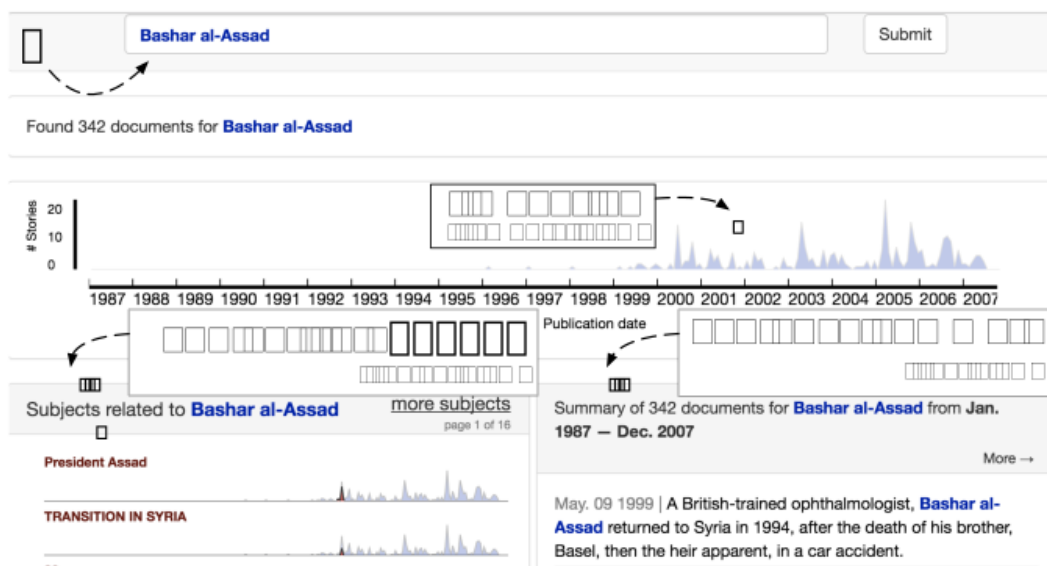 Bashar al-Assad
Submit
Found 342 documents for Bashar al-Assad
# Stories
20
10
0
1987 1988 1989 1990 1991 1992 1993 1994 1995 1996 1997 1998 1999 2000 2001 2002 2003 2004 2005 2006 2007
Publication date
Subjects related to Bashar al-Assad
more subjects
page 1 of 16
President Assad
TRANSITION IN SYRIA
Summary of 342 documents for Bashar al-Assad from Jan.
1987 — Dec. 2007
More →
May. 09 1999 | A British-trained ophthalmologist, Bashar al-
Assad returned to Syria in 1994, after the death of his brother,
Basel, then the heir apparent, in a car accident.